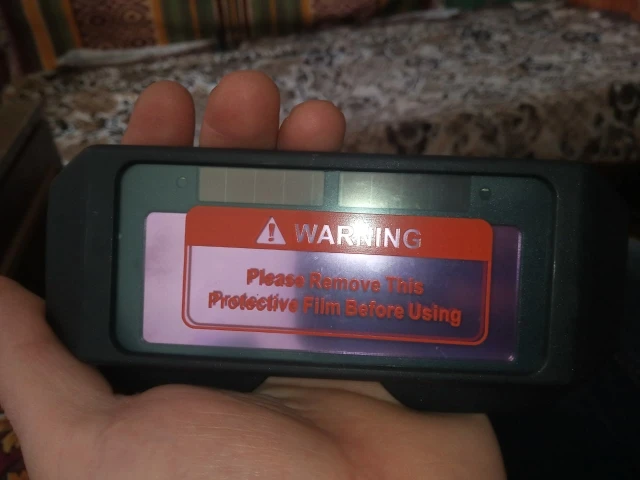 WARNING
Please Remove This
Protective Film Before Using